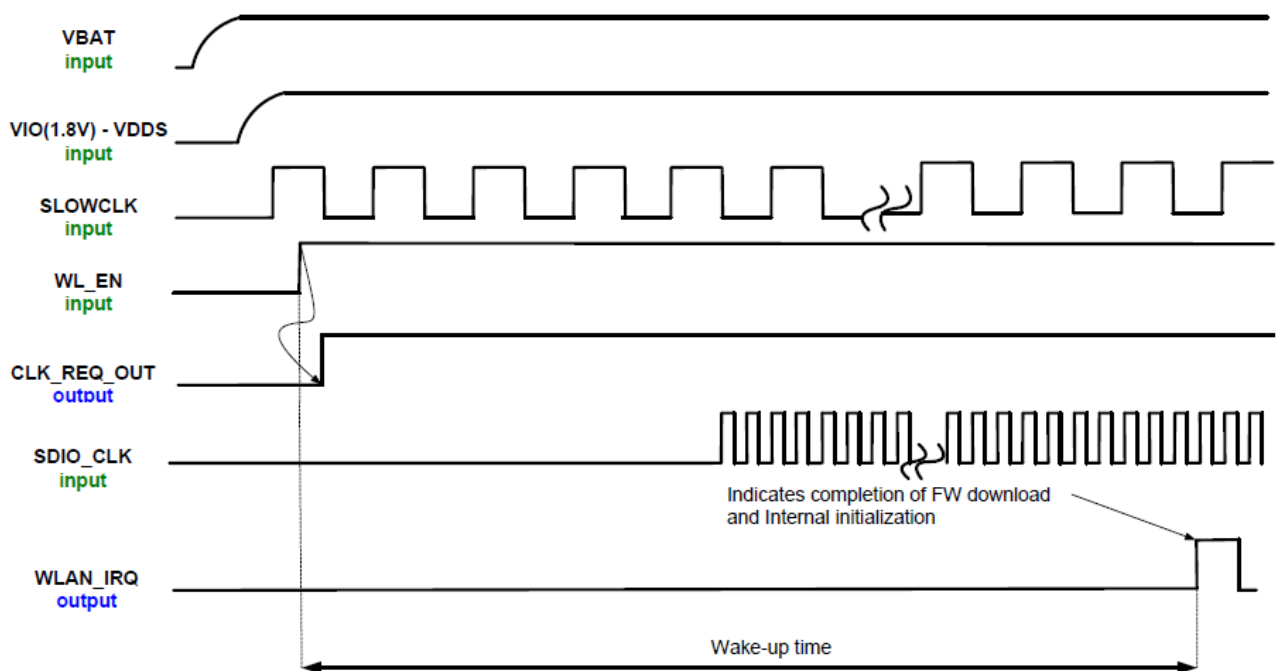 VBAT
input
VIO(1.8V) - VDDS
input
SLOWCLK
input
WL_EN
input
CLK_REQ_OUT
output
SDIO_CLK
input
Indicates completion of FW download
and Internal initialization
WLAN_IRQ
output
Wake-up time